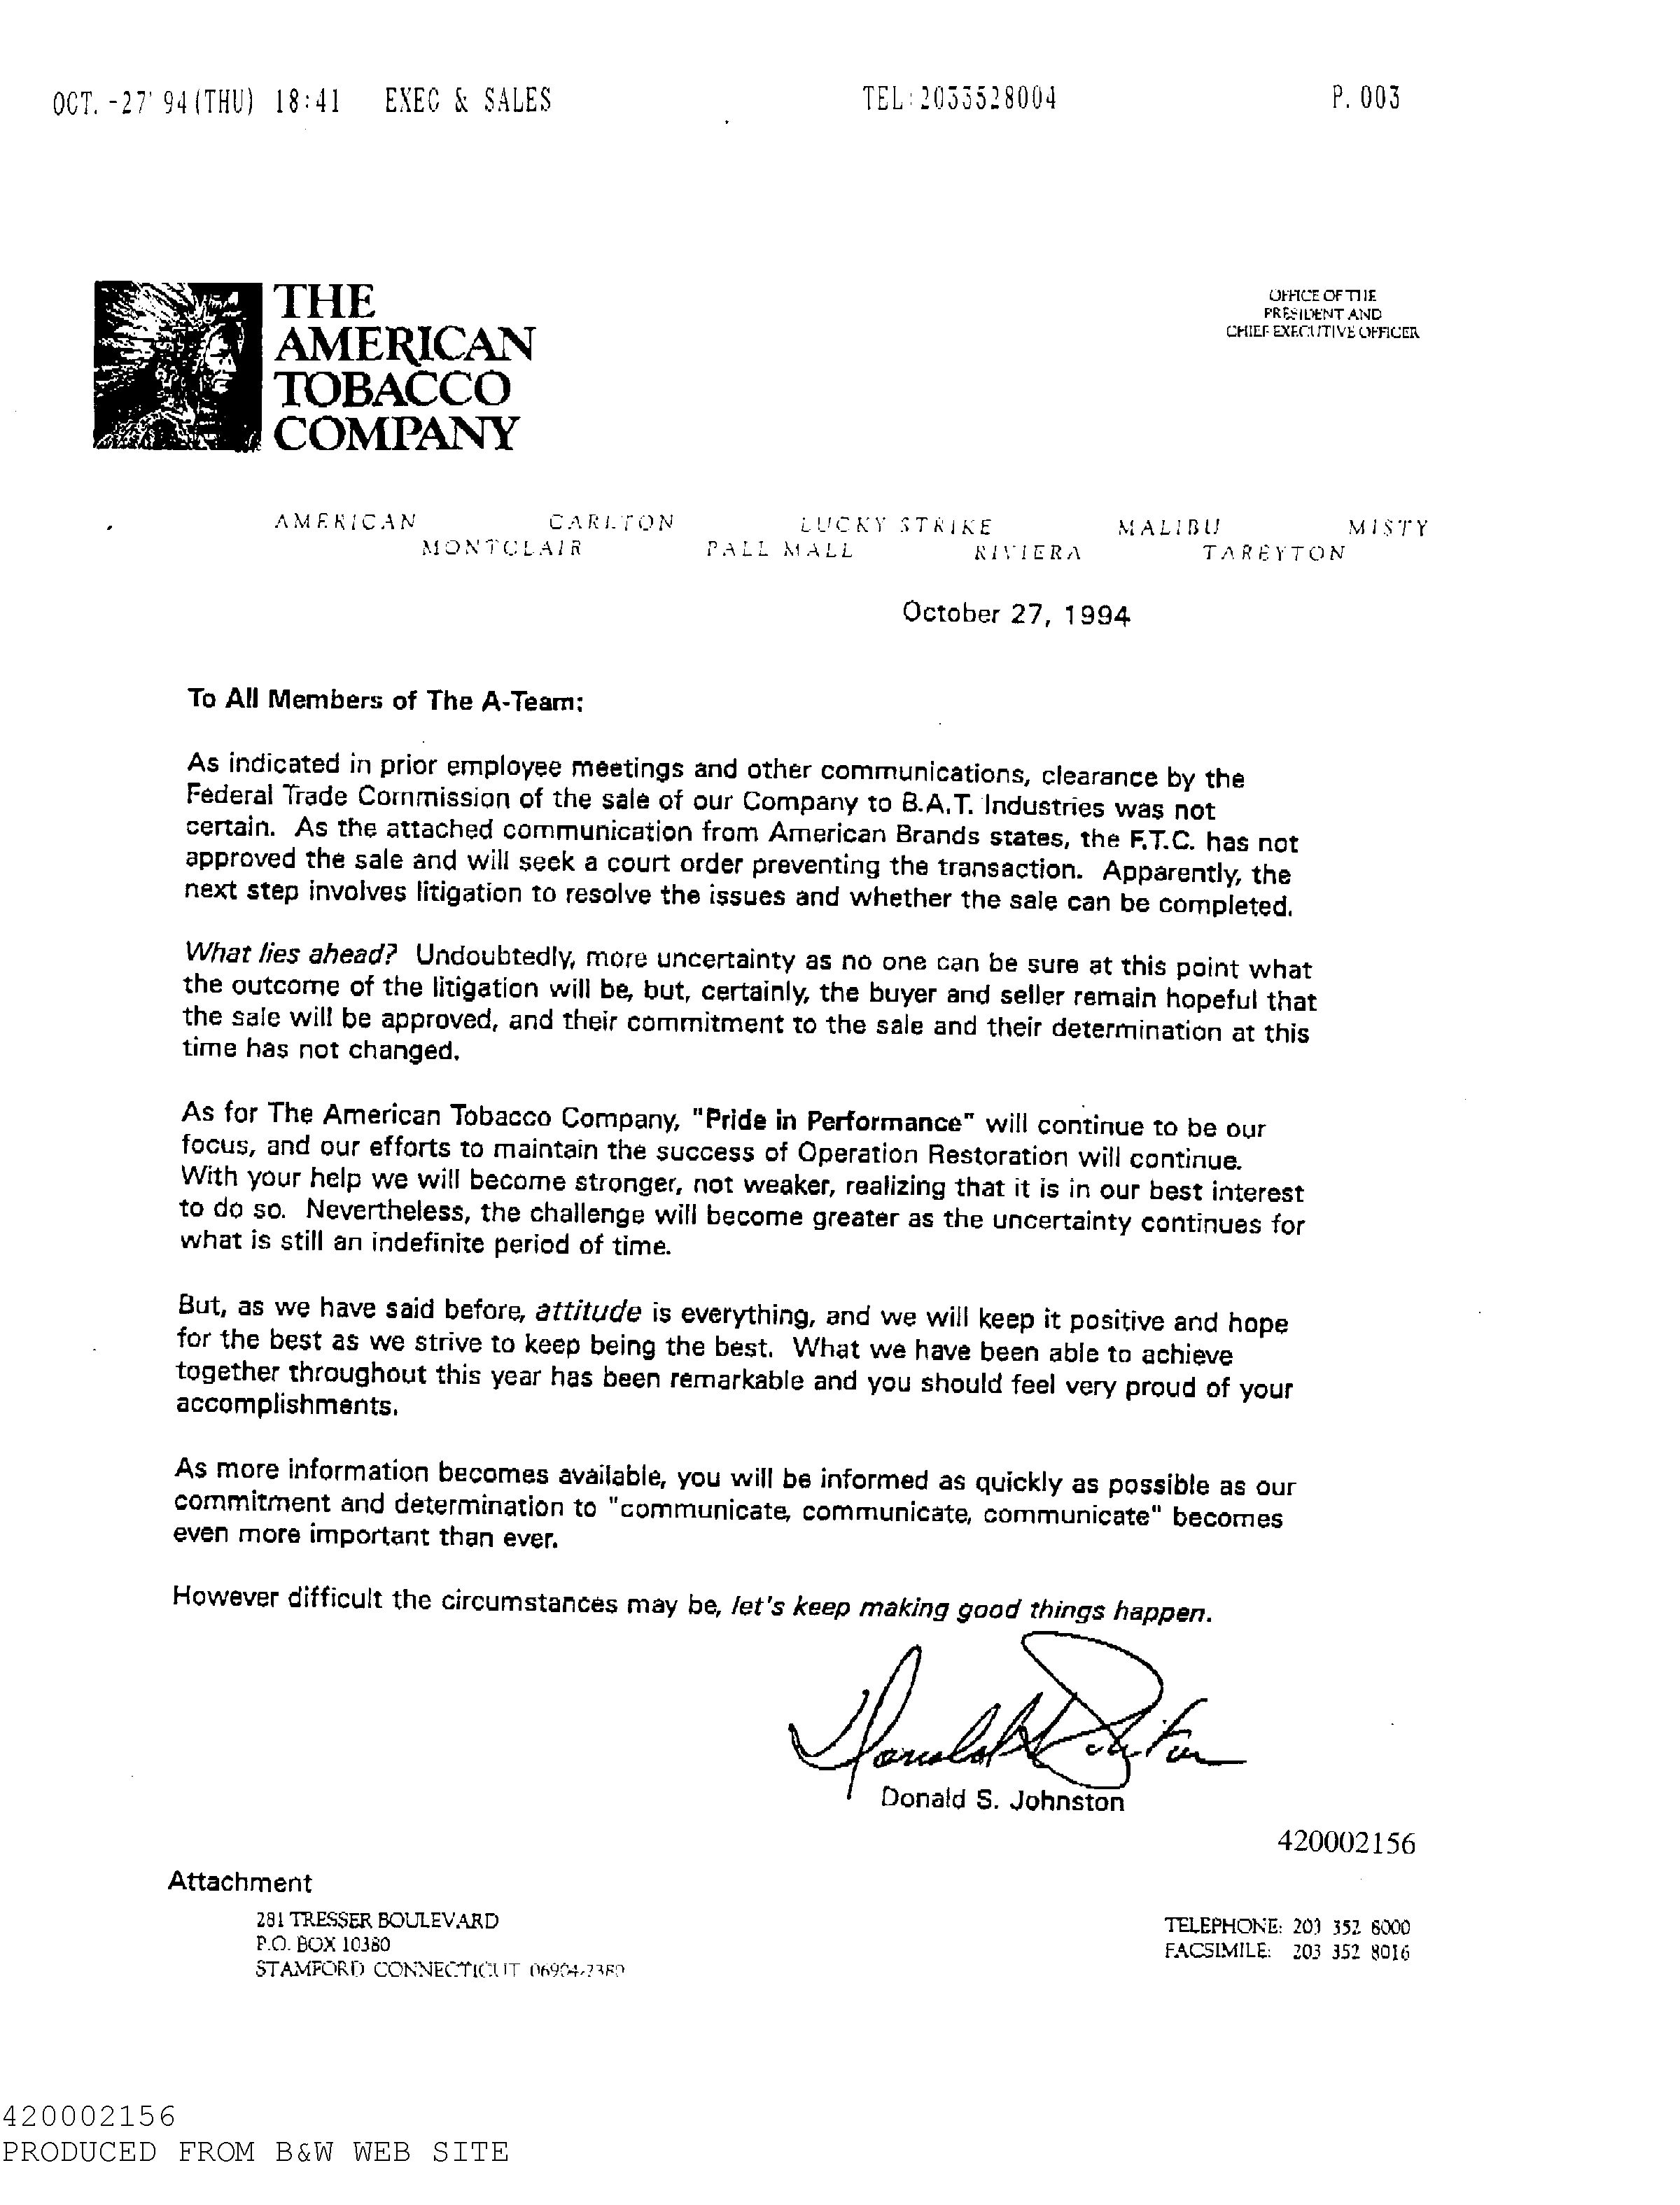 OCT. -27' 94 (THU) 18:41 EXEC & SALES TEL:2033528004 P. 003
THE
AMERICAN
TOBACCO
COMPANY
OFFICE OF THE
PRESIDENT AND
CHIEF EXECUTIVE OFFICER
AMERICAN CARLTON LUCKY STRIKE MALIBU MISTY
MONTCLAIR PALL MALL RIVIERA TAREYTON
October 27, 1994
To All Members of The A-Team:
As indicated in prior employee meetings and other communications, clearance by the
Federal Trade Commission of the sale of our Company to B.A.T. Industries was not
certain. As the attached communication from American Brands states, the F.T.C. has not
approved the sale and will seek a court order preventing the transaction. Apparently, the
next step involves litigation to resolve the issues and whether the sale can be completed.
What lies ahead? Undoubtedly, more uncertainty as no one can be sure at this point what
the outcome of the litigation will be, but, certainly, the buyer and seller remain hopeful that
the sale will be approved, and their commitment to the sale and their determination at this
time has not changed.
As for The American Tobacco Company, "Pride in Performance" will continue to be our
focus, and our efforts to maintain the success of Operation Restoration will continue.
With your help we will become stronger, not weaker, realizing that it is in our best interest
to do so. Nevertheless, the challenge will become greater as the uncertainty continues for
what is still an indefinite period of time.
But, as we have said before, attitude is everything, and we will keep it positive and hope
for the best as we strive to keep being the best. What we have been able to achieve
together throughout this year has been remarkable and you should feel very proud of your
accomplishments.
As more information becomes available, you will be informed as quickly as possible as our
commitment and determination to "communicate, communicate, communicate" becomes
even more important than ever.
However difficult the circumstances may be, let's keep making good things happen.
Donald S. Johnston
420002156
Attachment
281 TRESSER BOULEVARD
P.O. BOX 10380
STAMFORD CONNECTICUT 06904-2380
TELEPHONE: 203 352 8000
FACSIMILE: 203 352 8016
420002156
PRODUCED FROM B&W WEB SITE